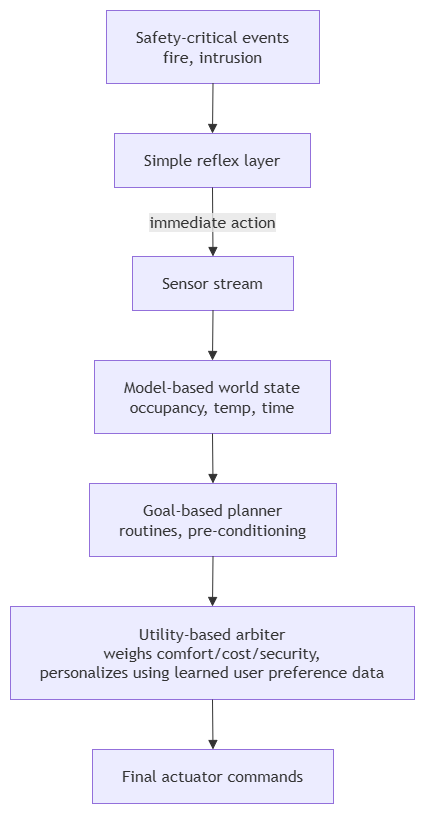 Safety-critical events
fire, intrusion
Simple reflex layer
immediate action
Sensor stream
Model-based world state
occupancy, temp, time
Goal-based planner
routines, pre-conditioning
Utility-based arbiter
weighs comfort/cost/security,
personalizes using learned user preference data
Final actuator commands